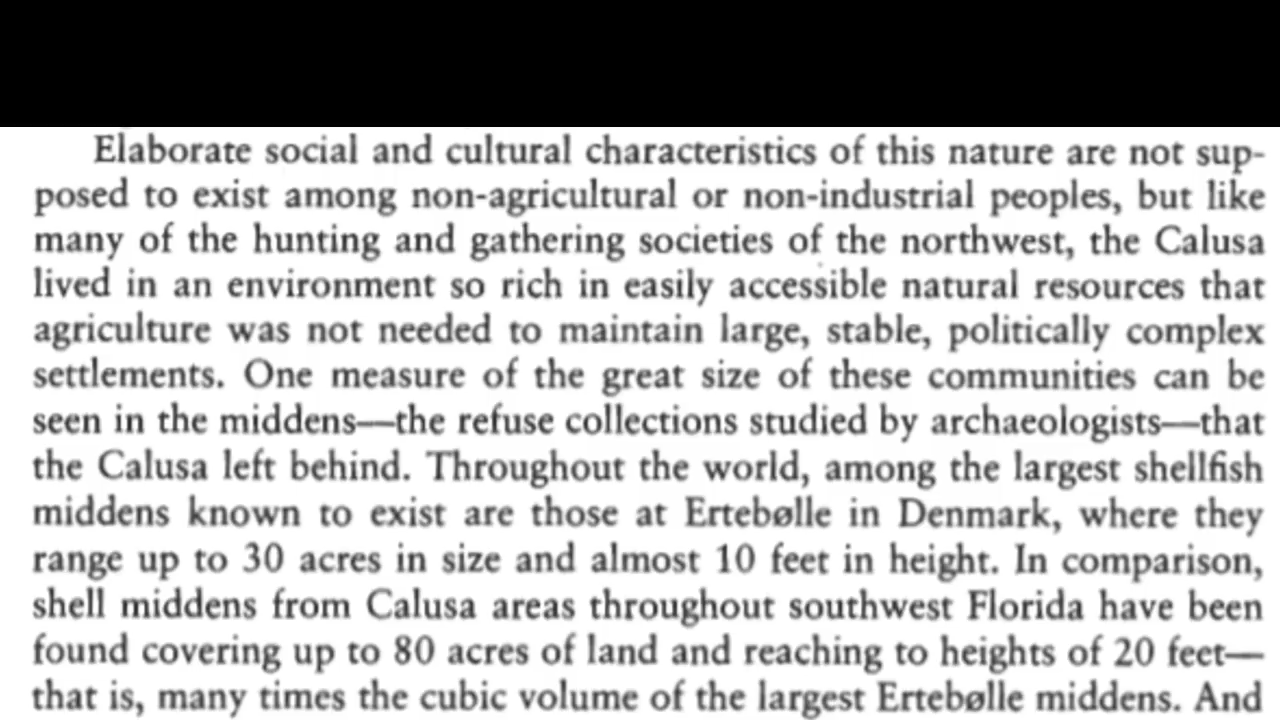 Elaborate social and cultural characteristics of this nature are not sup-
posed to exist among non-agricultural or non-industrial peoples, but like
many of the hunting and gathering societies of the northwest, the Calusa
lived in an environment so rich in easily accessible natural resources that
agriculture was not needed to maintain large, stable, politically complex
settlements. One measure of the great size of these communities can be
seen in the middens—the refuse collections studied by archaeologists—that
the Calusa left behind. Throughout the world, among the largest shellfish
middens known to exist are those at Ertebølle in Denmark, where they
range up to 30 acres in size and almost 10 feet in height. In comparison,
shell middens from Calusa areas throughout southwest Florida have been
found covering up to 80 acres of land and reaching to heights of 20 feet—
that is, many times the cubic volume of the largest Ertebølle middens. And